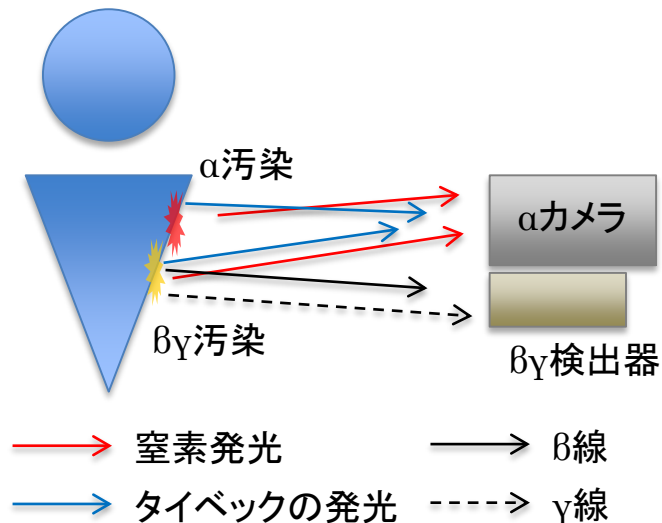 α汚染
αカメラ
βγ汚染
βγ検出器
窒素発光
β線
タイベックの発光
γ線